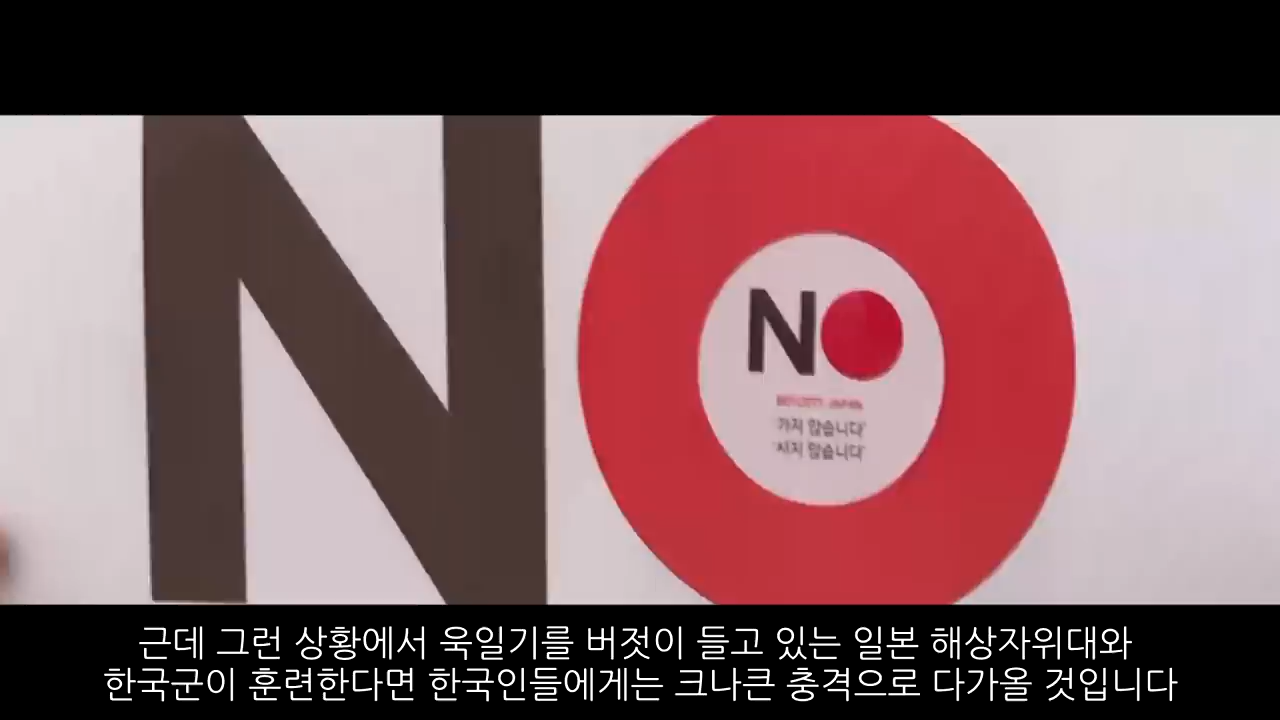 NO
NO
BOYCOTT JAPAN
'가지 않습니다'
'사지 않습니다'
근데 그런 상황에서 욱일기를 버젓이 들고 있는 일본 해상자위대와
한국군이 훈련한다면 한국인들에게는 크나큰 충격으로 다가올 것입니다